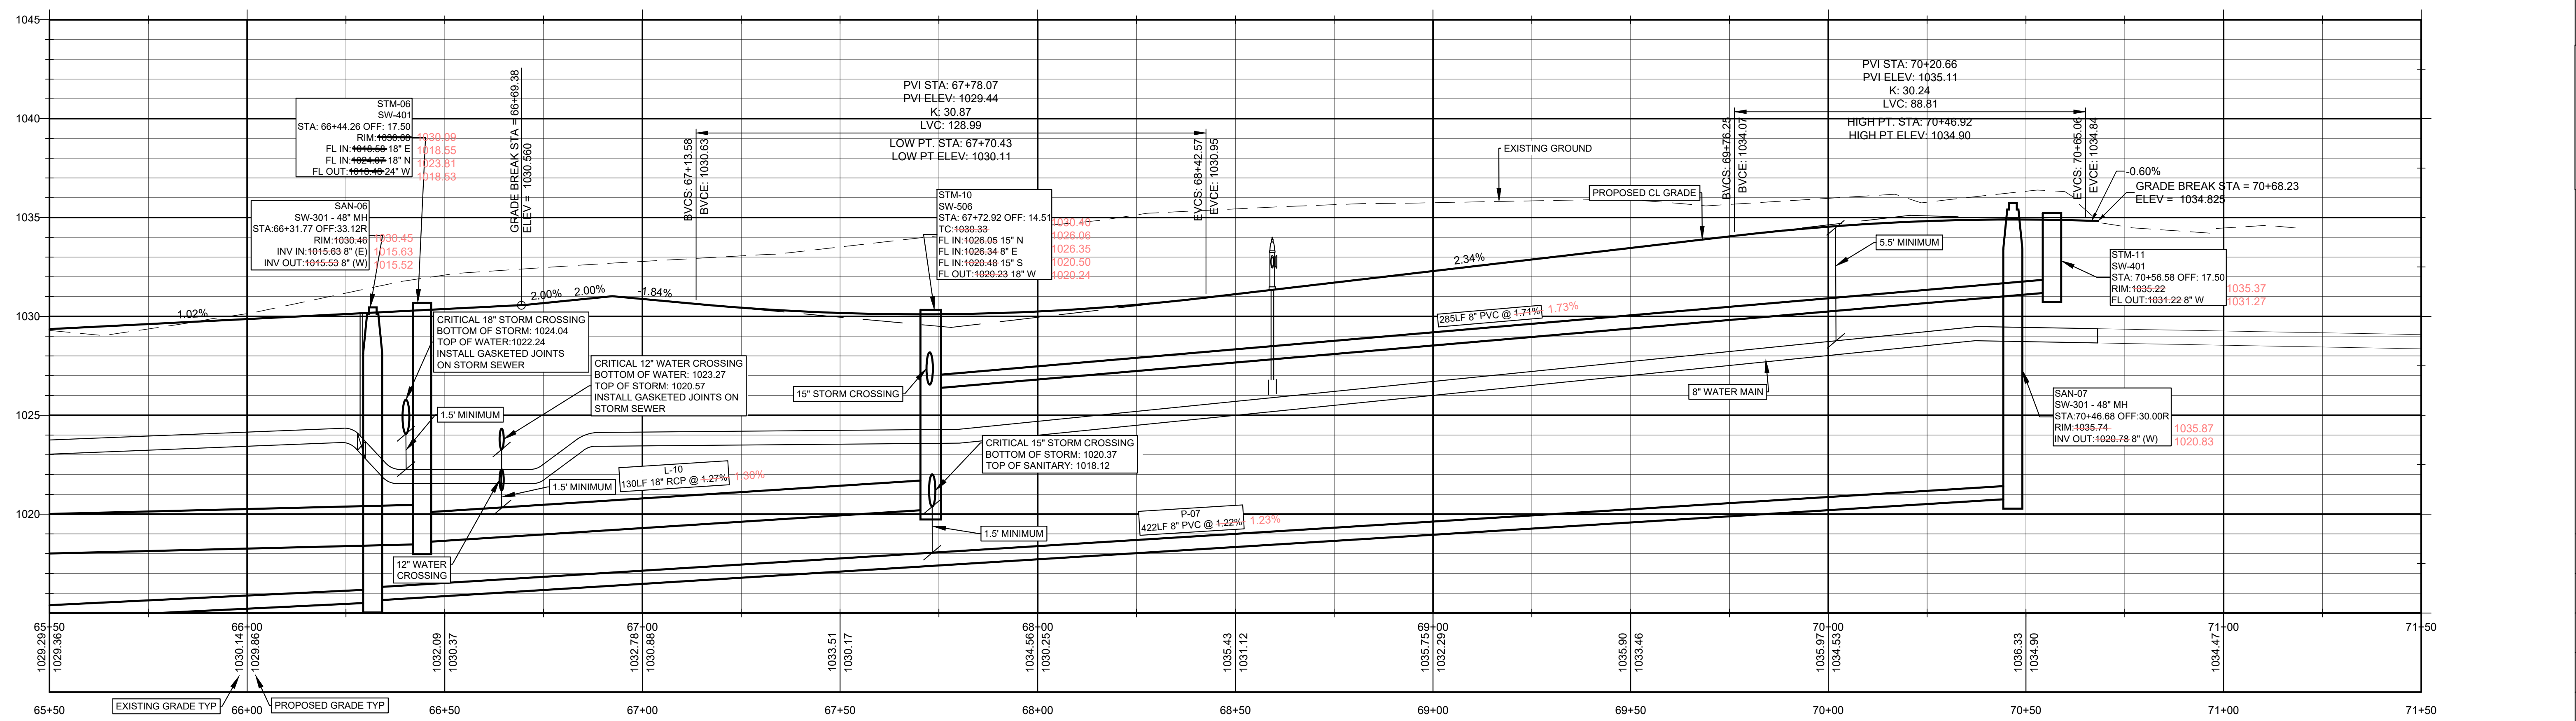 1045
1040
1035
1030
1025
1020
STM-06
SW-401
STA: 66+44.26 OFF: 17.50
RIM: 1030.09
FL IN: 18" E 1018.55
FL IN: 18" N 1023.81
FL OUT: 24" W 1018.53
SAN-06
SW-301 - 48" MH
STA:66+31.77 OFF:33.12R
RIM:1030.46 1030.45
INV IN:1015.63 8" (E) 1015.63
INV OUT:1015.53 8" (W) 1015.52
1.02%
GRADE BREAK STA = 66+69.38
ELEV = 1030.560
2.00%
2.00%
-1.84%
CRITICAL 18" STORM CROSSING
BOTTOM OF STORM: 1024.04
TOP OF WATER:1022.24
INSTALL GASKETED JOINTS
ON STORM SEWER
CRITICAL 12" WATER CROSSING
BOTTOM OF WATER: 1023.27
TOP OF STORM: 1020.57
INSTALL GASKETED JOINTS ON
STORM SEWER
1.5' MINIMUM
1.5' MINIMUM
L-10
130LF 18" RCP @ 1.27% 1.30%
12" WATER
CROSSING
PVI STA: 67+78.07
PVI ELEV: 1029.44
K: 30.87
LVC: 128.99
LOW PT. STA: 67+70.43
LOW PT ELEV: 1030.11
BVCS: 67+13.58
BVCE: 1030.63
EVCS: 68+42.57
EVCE: 1030.95
STM-10
SW-506
STA: 67+72.92 OFF: 14.51
TC:1030.33 1030.40
FL IN:1026.05 15" N 1026.06
FL IN:1026.34 8" E 1026.35
FL IN:1020.48 15" S 1020.50
FL OUT:1020.23 18" W 1020.24
15" STORM CROSSING
CRITICAL 15" STORM CROSSING
BOTTOM OF STORM: 1020.37
TOP OF SANITARY: 1018.12
1.5' MINIMUM
P-07
422LF 8" PVC @ 1.22% 1.23%
EXISTING GROUND
PROPOSED CL GRADE
2.34%
285LF 8" PVC @ 1.71% 1.73%
8" WATER MAIN
5.5' MINIMUM
PVI STA: 70+20.66
PVI ELEV: 1035.11
K: 30.24
LVC: 88.81
HIGH PT. STA: 70+46.92
HIGH PT ELEV: 1034.90
BVCS: 69+76.25
BVCE: 1034.07
EVCS: 70+65.06
EVCE: 1034.84
-0.60%
GRADE BREAK STA = 70+68.23
ELEV = 1034.825
STM-11
SW-401
STA: 70+56.58 OFF: 17.50
RIM:1035.22 1035.37
FL OUT:1031.22 8" W 1031.27
SAN-07
SW-301 - 48" MH
STA:70+46.68 OFF:30.00R
RIM:1035.74 1035.87
INV OUT:1020.78 8" (W) 1020.83
65+50 66+00 67+00 68+00 69+00 70+00 71+00 71+50
1029.29 1029.36
1030.14 1029.86
1032.09 1030.37
1032.78 1030.88
1033.51 1030.17
1034.56 1030.25
1035.43 1031.12
1035.75 1032.29
1035.90 1033.46
1035.97 1034.53
1036.33 1034.90
1034.47
EXISTING GRADE TYP
PROPOSED GRADE TYP
65+50 66+00 66+50 67+00 67+50 68+00 68+50 69+00 69+50 70+00 70+50 71+00 71+50